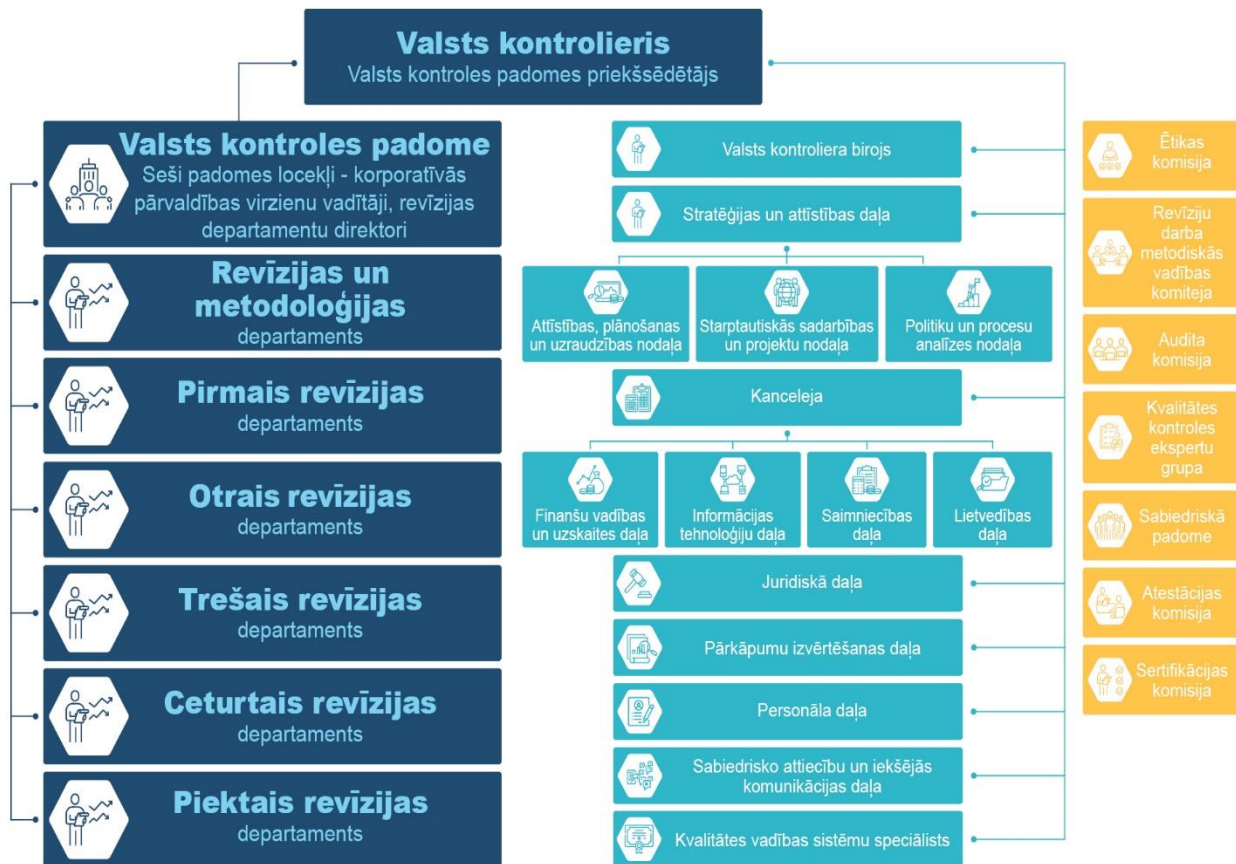 Valsts kontrolieris
Valsts kontroles padomes priekšsēdētājs
Valsts kontroles padome
Seši padomes locekļi - korporatīvās
pārvaldības virzienu vadītāji, revīzijas
departamentu direktori
Revīzijas un
metodoloģijas
departaments
Pirmais revīzijas
departaments
Otrais revīzijas
departaments
Trešais revīzijas
departaments
Ceturtais revīzijas
departaments
Piektais revīzijas
departaments
Valsts kontroliera birojs
Stratēģijas un attīstības daļa
Attīstības, plānošanas
un uzraudzības nodaļa
Starptautiskās sadarbības
un projektu nodaļa
Politiku un procesu
analīzes nodaļa
Kanceleja
Finanšu vadības
un uzskaites daļa
Informācijas
tehnoloģiju daļa
Saimniecības
daļa
Lietvedības
daļa
Juridiskā daļa
Pārkāpumu izvērtēšanas daļa
Personāla daļa
Sabiedrisko attiecību un iekšējās
komunikācijas daļa
Kvalitātes vadības sistēmu speciālists
Ētikas
komisija
Revīziju
darba
metodiskās
vadības
komiteja
Audita
komisija
Kvalitātes
kontroles
ekspertu
grupa
Sabiedriskā
padome
Atestācijas
komisija
Sertifikācijas
komisija